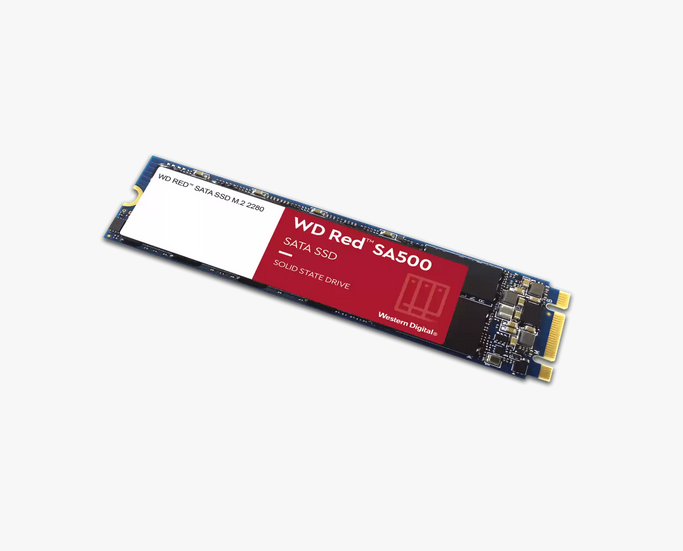 WD RED™ SATA SSD M.2 2280
WD Red™ SA500
SATA SSD
SOLID STATE DRIVE
Western Digital®